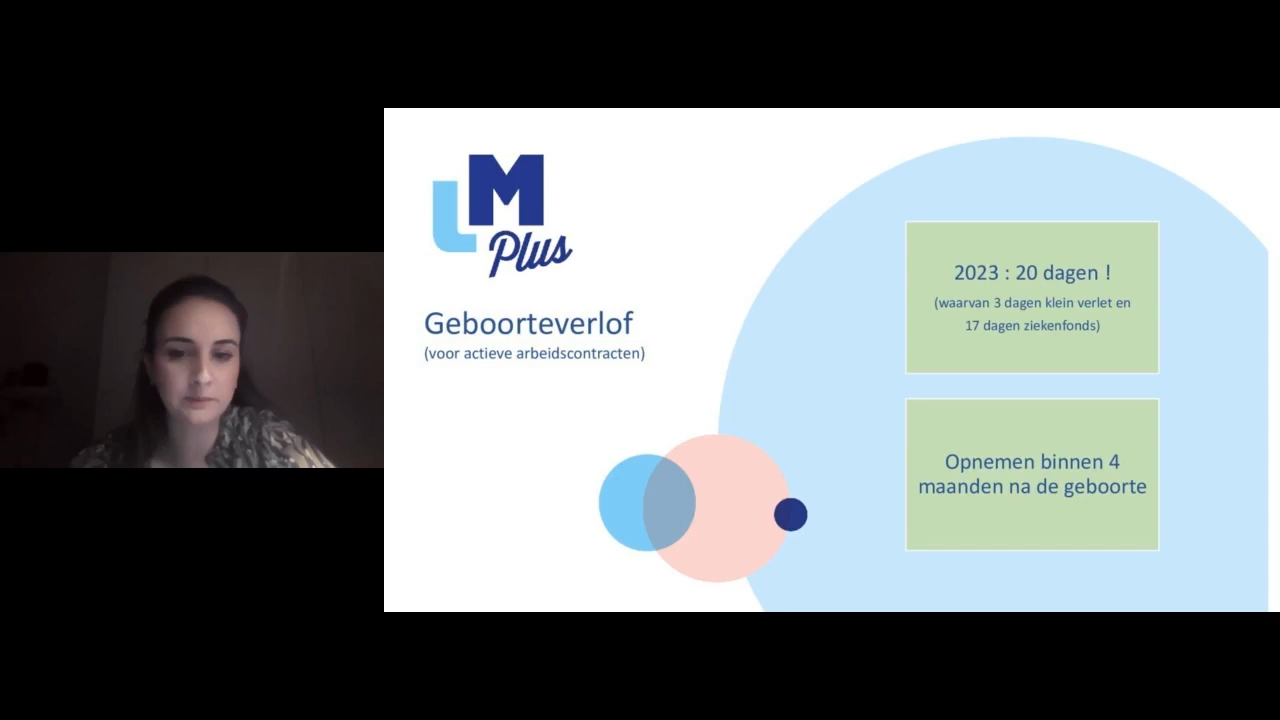 LM
Plus
Geboorteverlof
(voor actieve arbeidscontracten)
2023 : 20 dagen !
(waarvan 3 dagen klein verlet en
17 dagen ziekenfonds)
Opnemen binnen 4
maanden na de geboorte